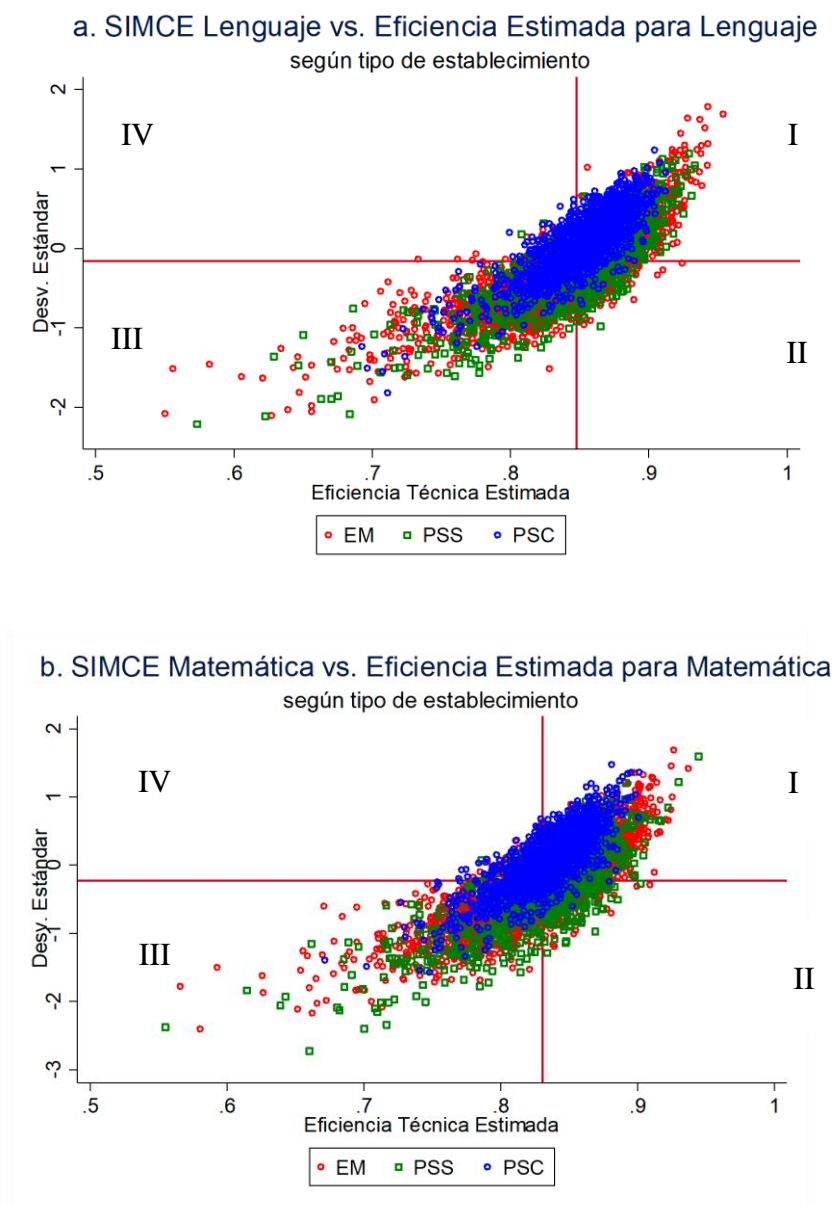 a. SIMCE Lenguaje vs. Eficiencia Estimada para Lenguaje
según tipo de establecimiento
IV
I
III
II
Desv. Estándar
2
1
0
-1
-2
.5
.6
.7
.8
.9
1
Eficiencia Técnica Estimada
EM PSS PSC
b. SIMCE Matemática vs. Eficiencia Estimada para Matemática
según tipo de establecimiento
IV
I
III
II
Desv. Estándar
2
1
0
-1
-2
-3
.5
.6
.7
.8
.9
1
Eficiencia Técnica Estimada
EM PSS PSC